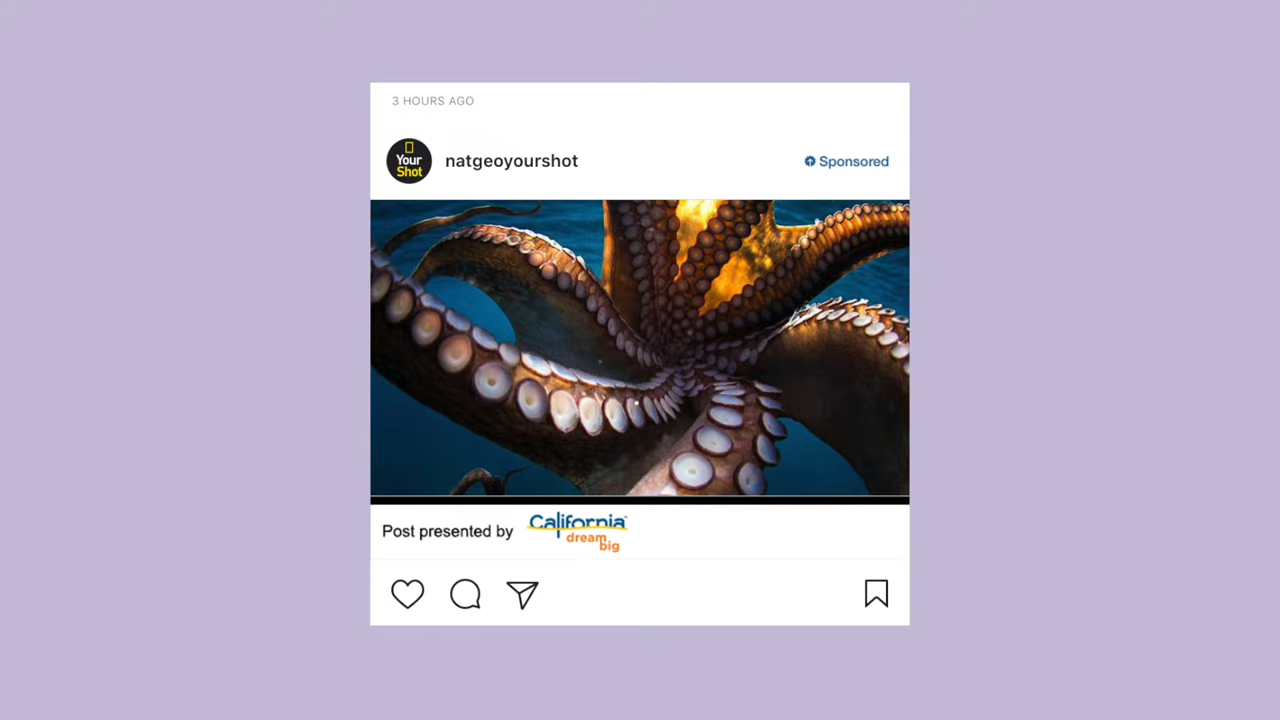 3 HOURS AGO
Your
Shot
natgeoyourshot
Sponsored
Post presented by
California
dream
big